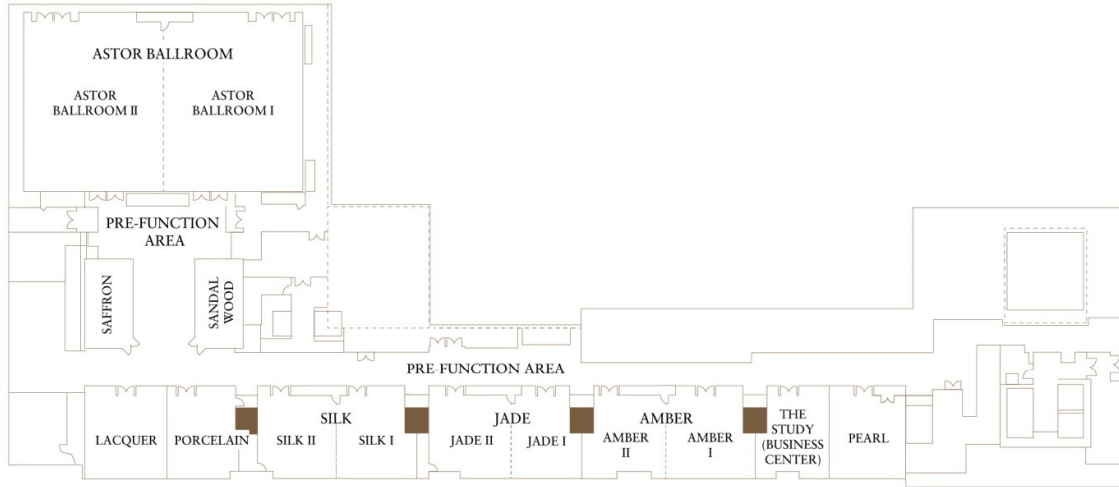 ASTOR BALLROOM
ASTOR
BALLROOM II
ASTOR
BALLROOM I
PRE-FUNCTION
AREA
SAFFRON
SANDAL
WOOD
PRE-FUNCTION AREA
LACQUER
PORCELAIN
SILK
SILK II
SILK I
JADE
JADE II
JADE I
AMBER
AMBER
II
AMBER
I
THE
STUDY
(BUSINESS
CENTER)
PEARL